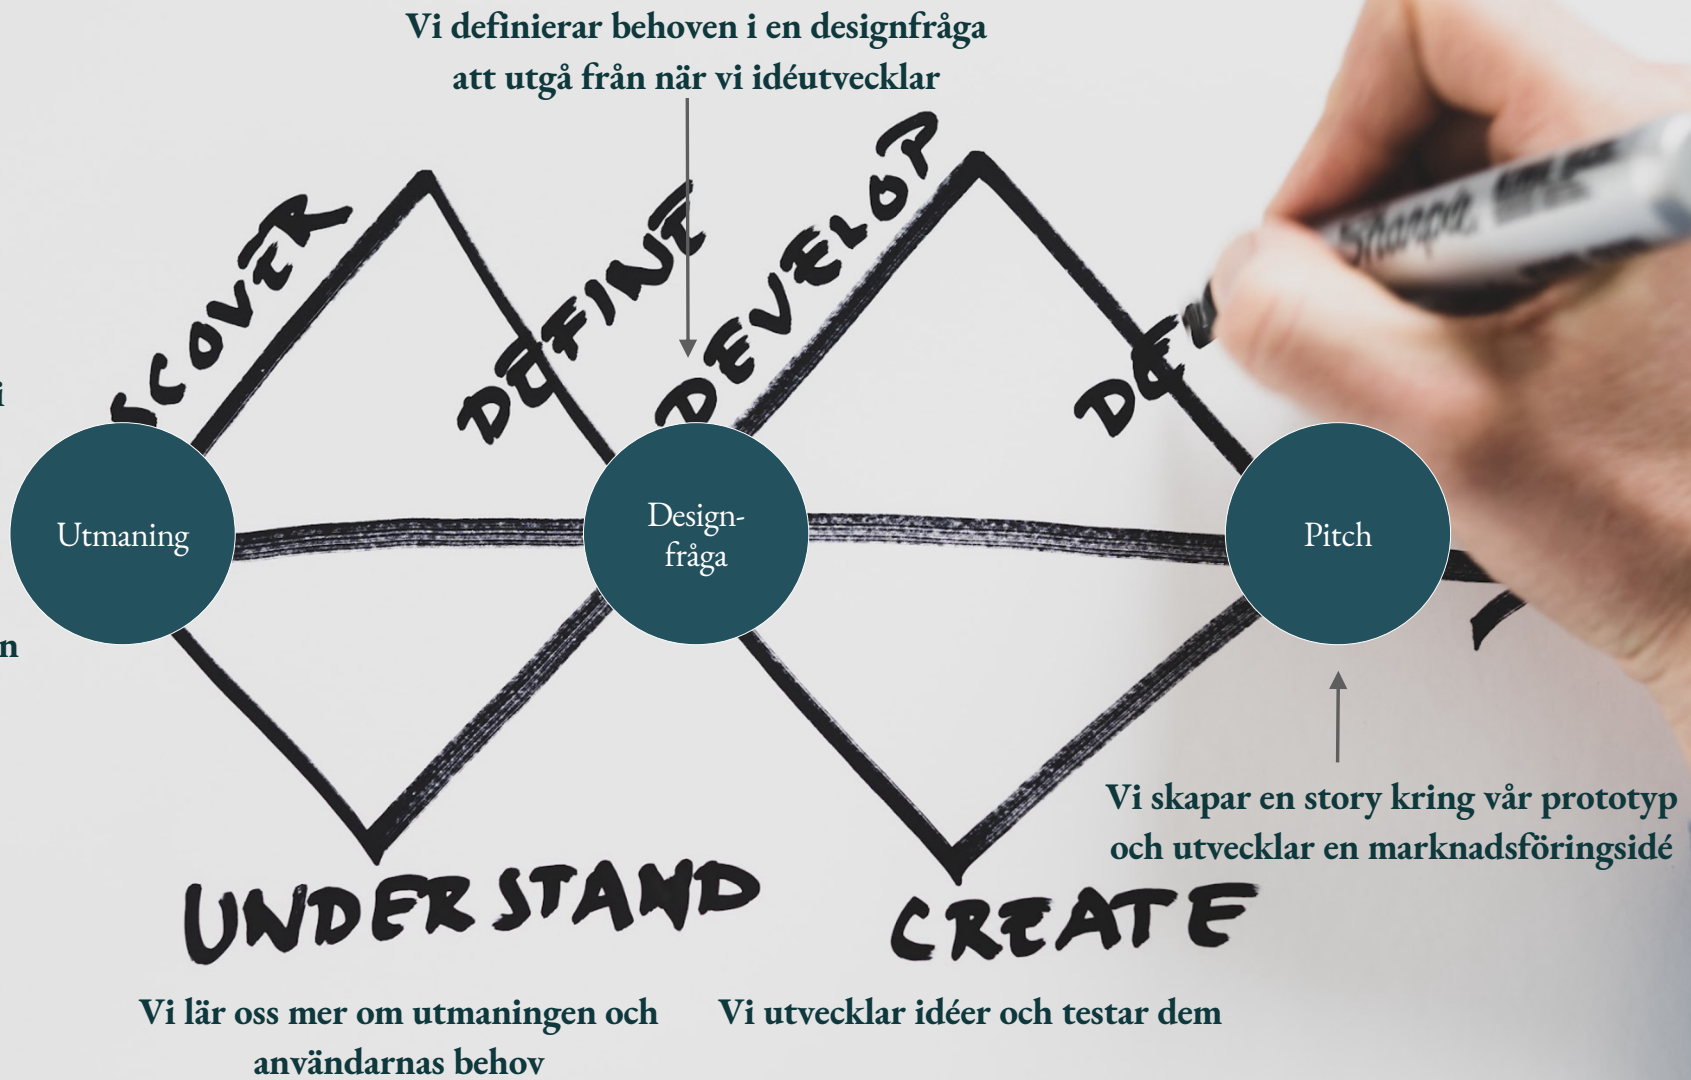 Vi definierar behoven i en designfråga
att utgå från när vi idéutvecklar
SCOVER
DEFINE
DEVELOP
DEL
Sharpie
i
Utmaning
Design-
fråga
Pitch
n
Vi skapar en story kring vår prototyp
och utvecklar en marknadsföringsidé
UNDERSTAND
CREATE
Vi lär oss mer om utmaningen och
användarnas behov
Vi utvecklar idéer och testar dem